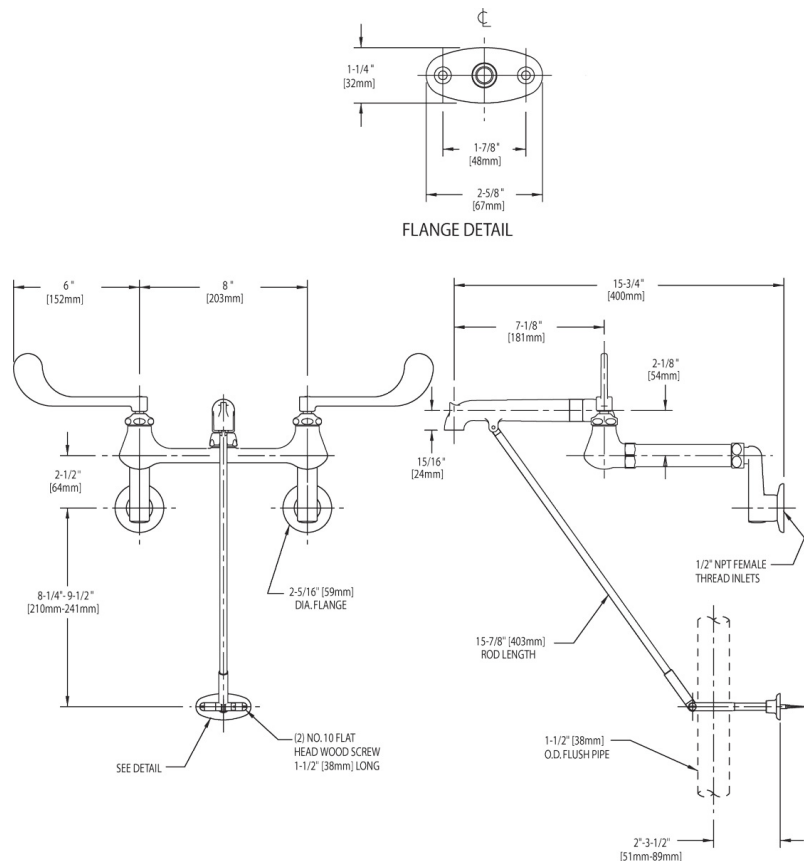 ℄
1-1/4"
[32mm]
1-7/8"
[48mm]
2-5/8"
[67mm]
FLANGE DETAIL
6"
[152mm]
8"
[203mm]
15-3/4"
[400mm]
7-1/8"
[181mm]
2-1/8"
[54mm]
2-1/2"
[64mm]
15/16"
[24mm]
8-1/4"-9-1/2"
[210mm-241mm]
2-5/16" [59mm]
DIA. FLANGE
1/2" NPT FEMALE
THREAD INLETS
15-7/8" [403mm]
ROD LENGTH
SEE DETAIL
(2) NO. 10 FLAT
HEAD WOOD SCREW
1-1/2" [38mm] LONG
1-1/2" [38mm]
O.D. FLUSH PIPE
2"-3-1/2"
[51mm-89mm]